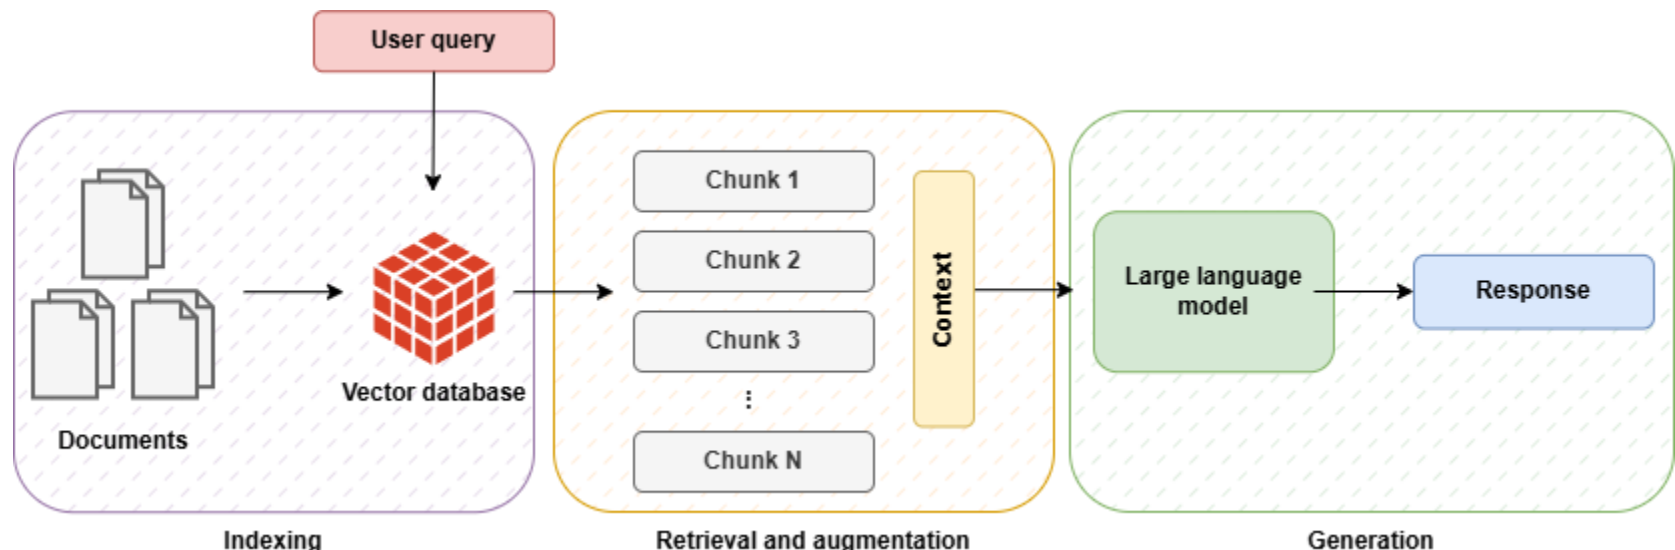 User query
Documents
Vector database
Indexing
Chunk 1
Chunk 2
Chunk 3
⋮
Chunk N
Context
Retrieval and augmentation
Large language
model
Response
Generation